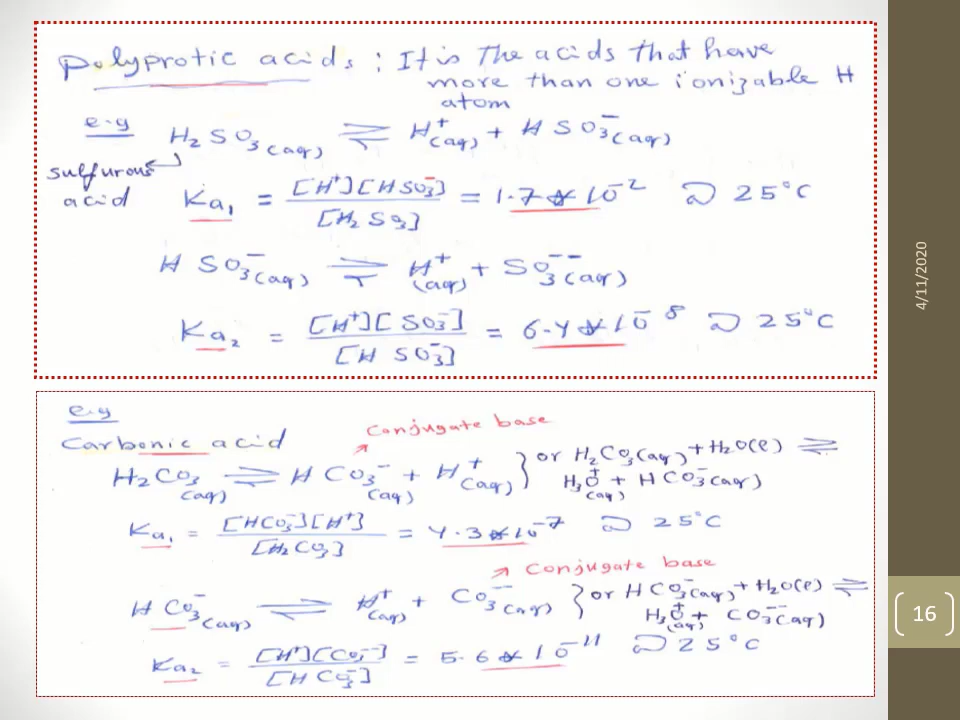 Polyprotic acids : It is the acids that have
more than one ionizable H
atom
e.g H₂SO₃(aq) ⇌ H⁺(aq) + HSO₃⁻(aq)
sulfurous
acid
Ka₁ = [H⁺][HSO₃⁻] / [H₂SO₃] = 1.7 * 10⁻² @ 25°C
HSO₃⁻(aq) ⇌ H⁺(aq) + SO₃⁻⁻(aq)
Ka₂ = [H⁺][SO₃⁻] / [HSO₃⁻] = 6.4 * 10⁻⁸ @ 25°C
e.g
Carbonic acid
Conjugate base
H₂CO₃(aq) ⇌ HCO₃⁻(aq) + H⁺(aq) } or H₂CO₃(aq) + H₂O(l) ⇌
H₃O⁺(aq) + HCO₃⁻(aq)
Ka₁ = [HCO₃⁻][H⁺] / [H₂CO₃] = 4.3 * 10⁻⁷ @ 25°C
Conjugate base
HCO₃⁻(aq) ⇌ H⁺(aq) + CO₃⁻⁻(aq) } or HCO₃⁻(aq) + H₂O(l) ⇌
H₃O⁺(aq) + CO₃⁻⁻(aq)
Ka₂ = [H⁺][CO₃⁻⁻] / [HCO₃⁻] = 5.6 * 10⁻¹¹ @ 25°C
4/11/2020
16